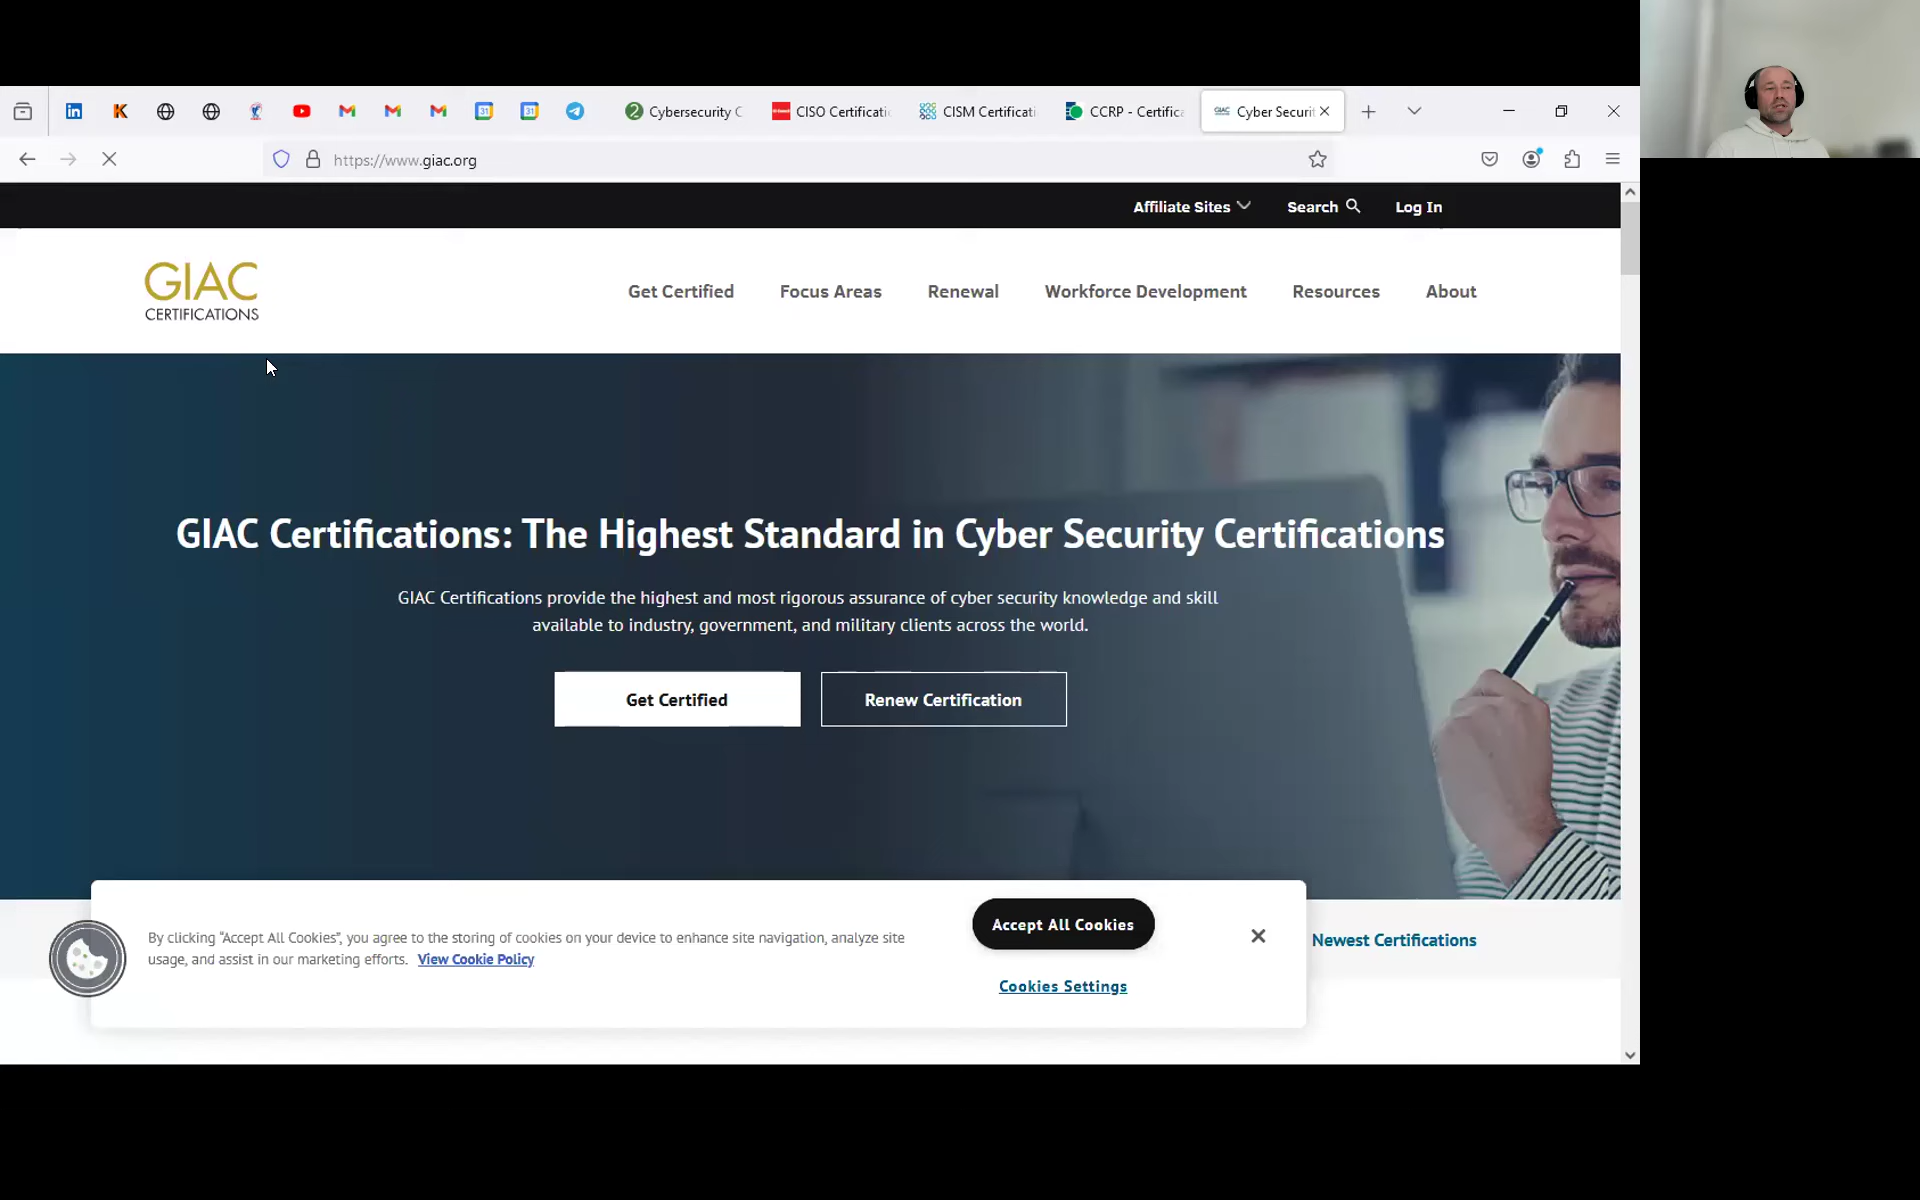 Cybersecurity C
CISO Certificati
CISM Certificati
CCRP - Certifica
GIAC
Cyber Securi
https://www.giac.org
Affiliate Sites
Search
Log In
GIAC
CERTIFICATIONS
Get Certified
Focus Areas
Renewal
Workforce Development
Resources
About
GIAC Certifications: The Highest Standard in Cyber Security Certifications
GIAC Certifications provide the highest and most rigorous assurance of cyber security knowledge and skill
available to industry, government, and military clients across the world.
Get Certified
Renew Certification
By clicking “Accept All Cookies”, you agree to the storing of cookies on your device to enhance site navigation, analyze site
usage, and assist in our marketing efforts. View Cookie Policy
Accept All Cookies
Cookies Settings
Newest Certifications